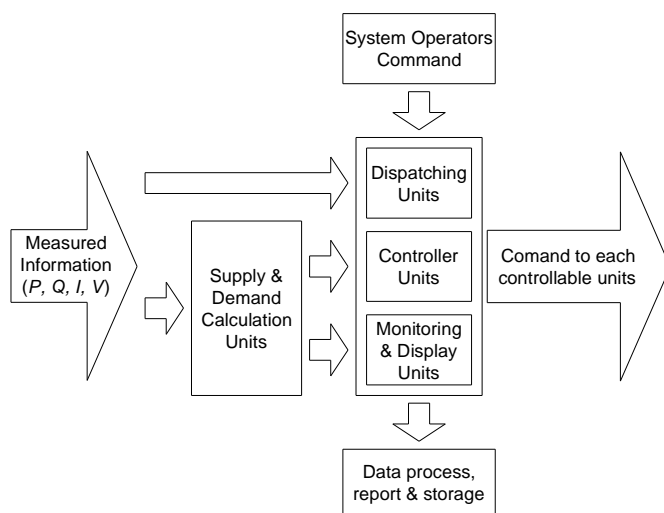 System Operators
Command
Dispatching
Units
Measured
Information
(P, Q, I, V)
Supply &
Demand
Calculation
Units
Controller
Units
Comand to each
controllable units
Monitoring
& Display
Units
Data process,
report & storage